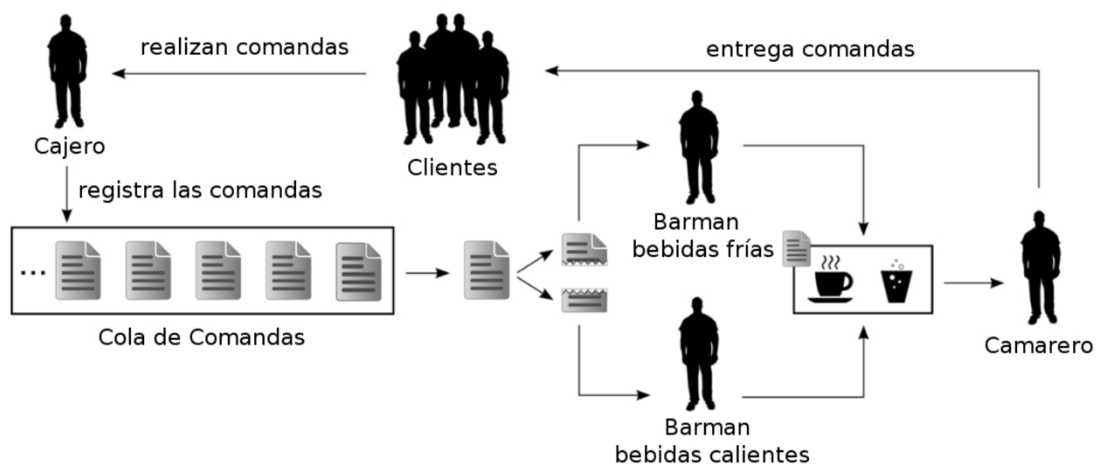 realizan comandas
entrega comandas
Cajero
Clientes
registra las comandas
Barman
bebidas frías
...
Cola de Comandas
Camarero
Barman
bebidas calientes